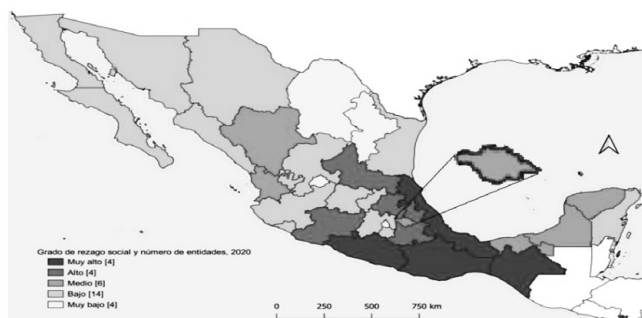 Grado de rezago social y número de entidades, 2020
Muy alto [4]
Alto [4]
Medio [6]
Bajo [14]
Muy bajo [4]
0 250 500 750 km